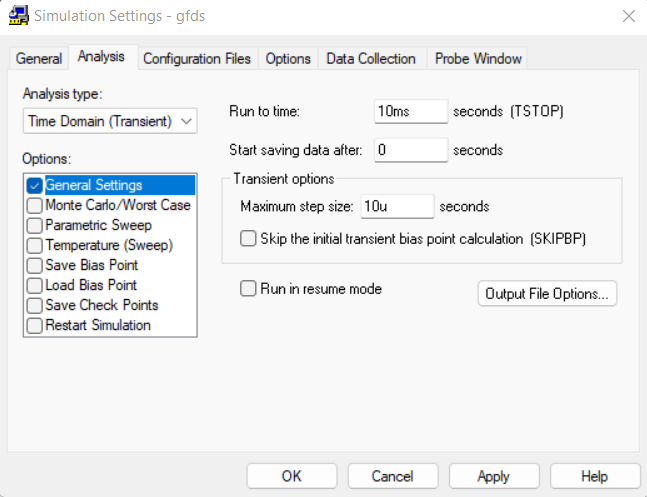 Simulation Settings - gfds
General Analysis Configuration Files Options Data Collection Probe Window
Analysis type:
Time Domain (Transient)
Options:
General Settings
Monte Carlo/Worst Case
Parametric Sweep
Temperature (Sweep)
Save Bias Point
Load Bias Point
Save Check Points
Restart Simulation
Run to time: 10ms seconds (TSTOP)
Start saving data after: 0 seconds
Transient options
Maximum step size: 10u seconds
Skip the initial transient bias point calculation (SKIPBP)
Run in resume mode
Output File Options...
OK Cancel Apply Help